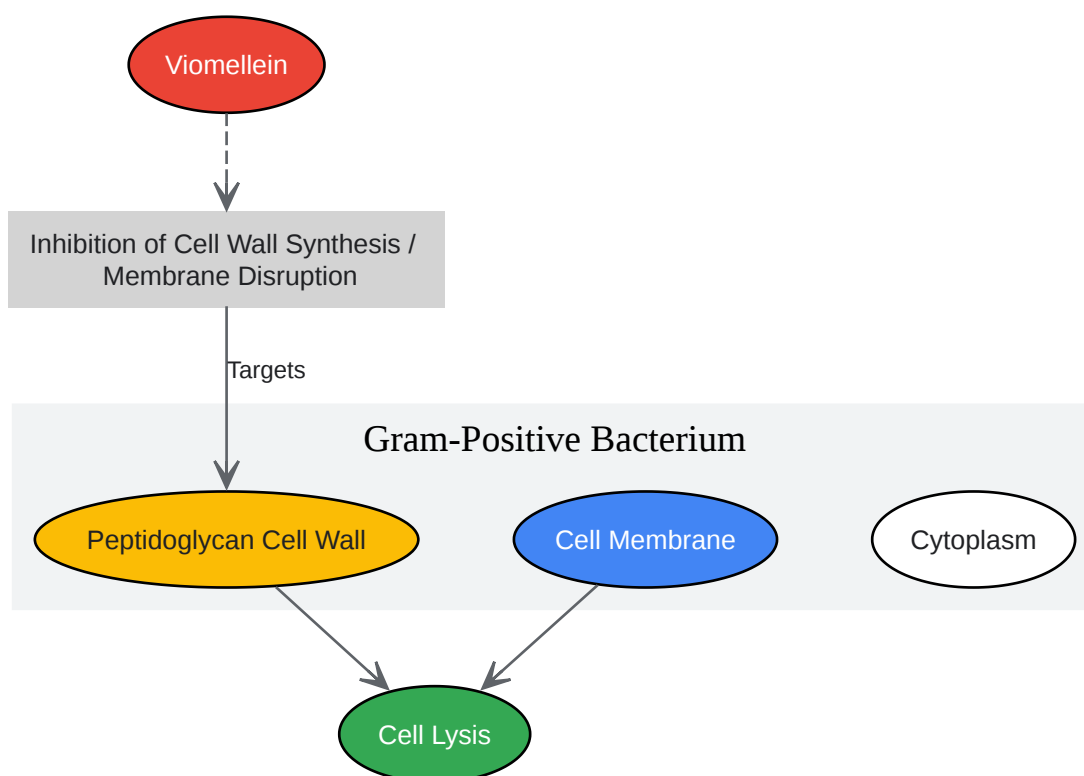 Viomellein
Inhibition of Cell Wall Synthesis /
Membrane Disruption
Targets
Gram-Positive Bacterium
Peptidoglycan Cell Wall
Cell Membrane
Cytoplasm
Cell Lysis